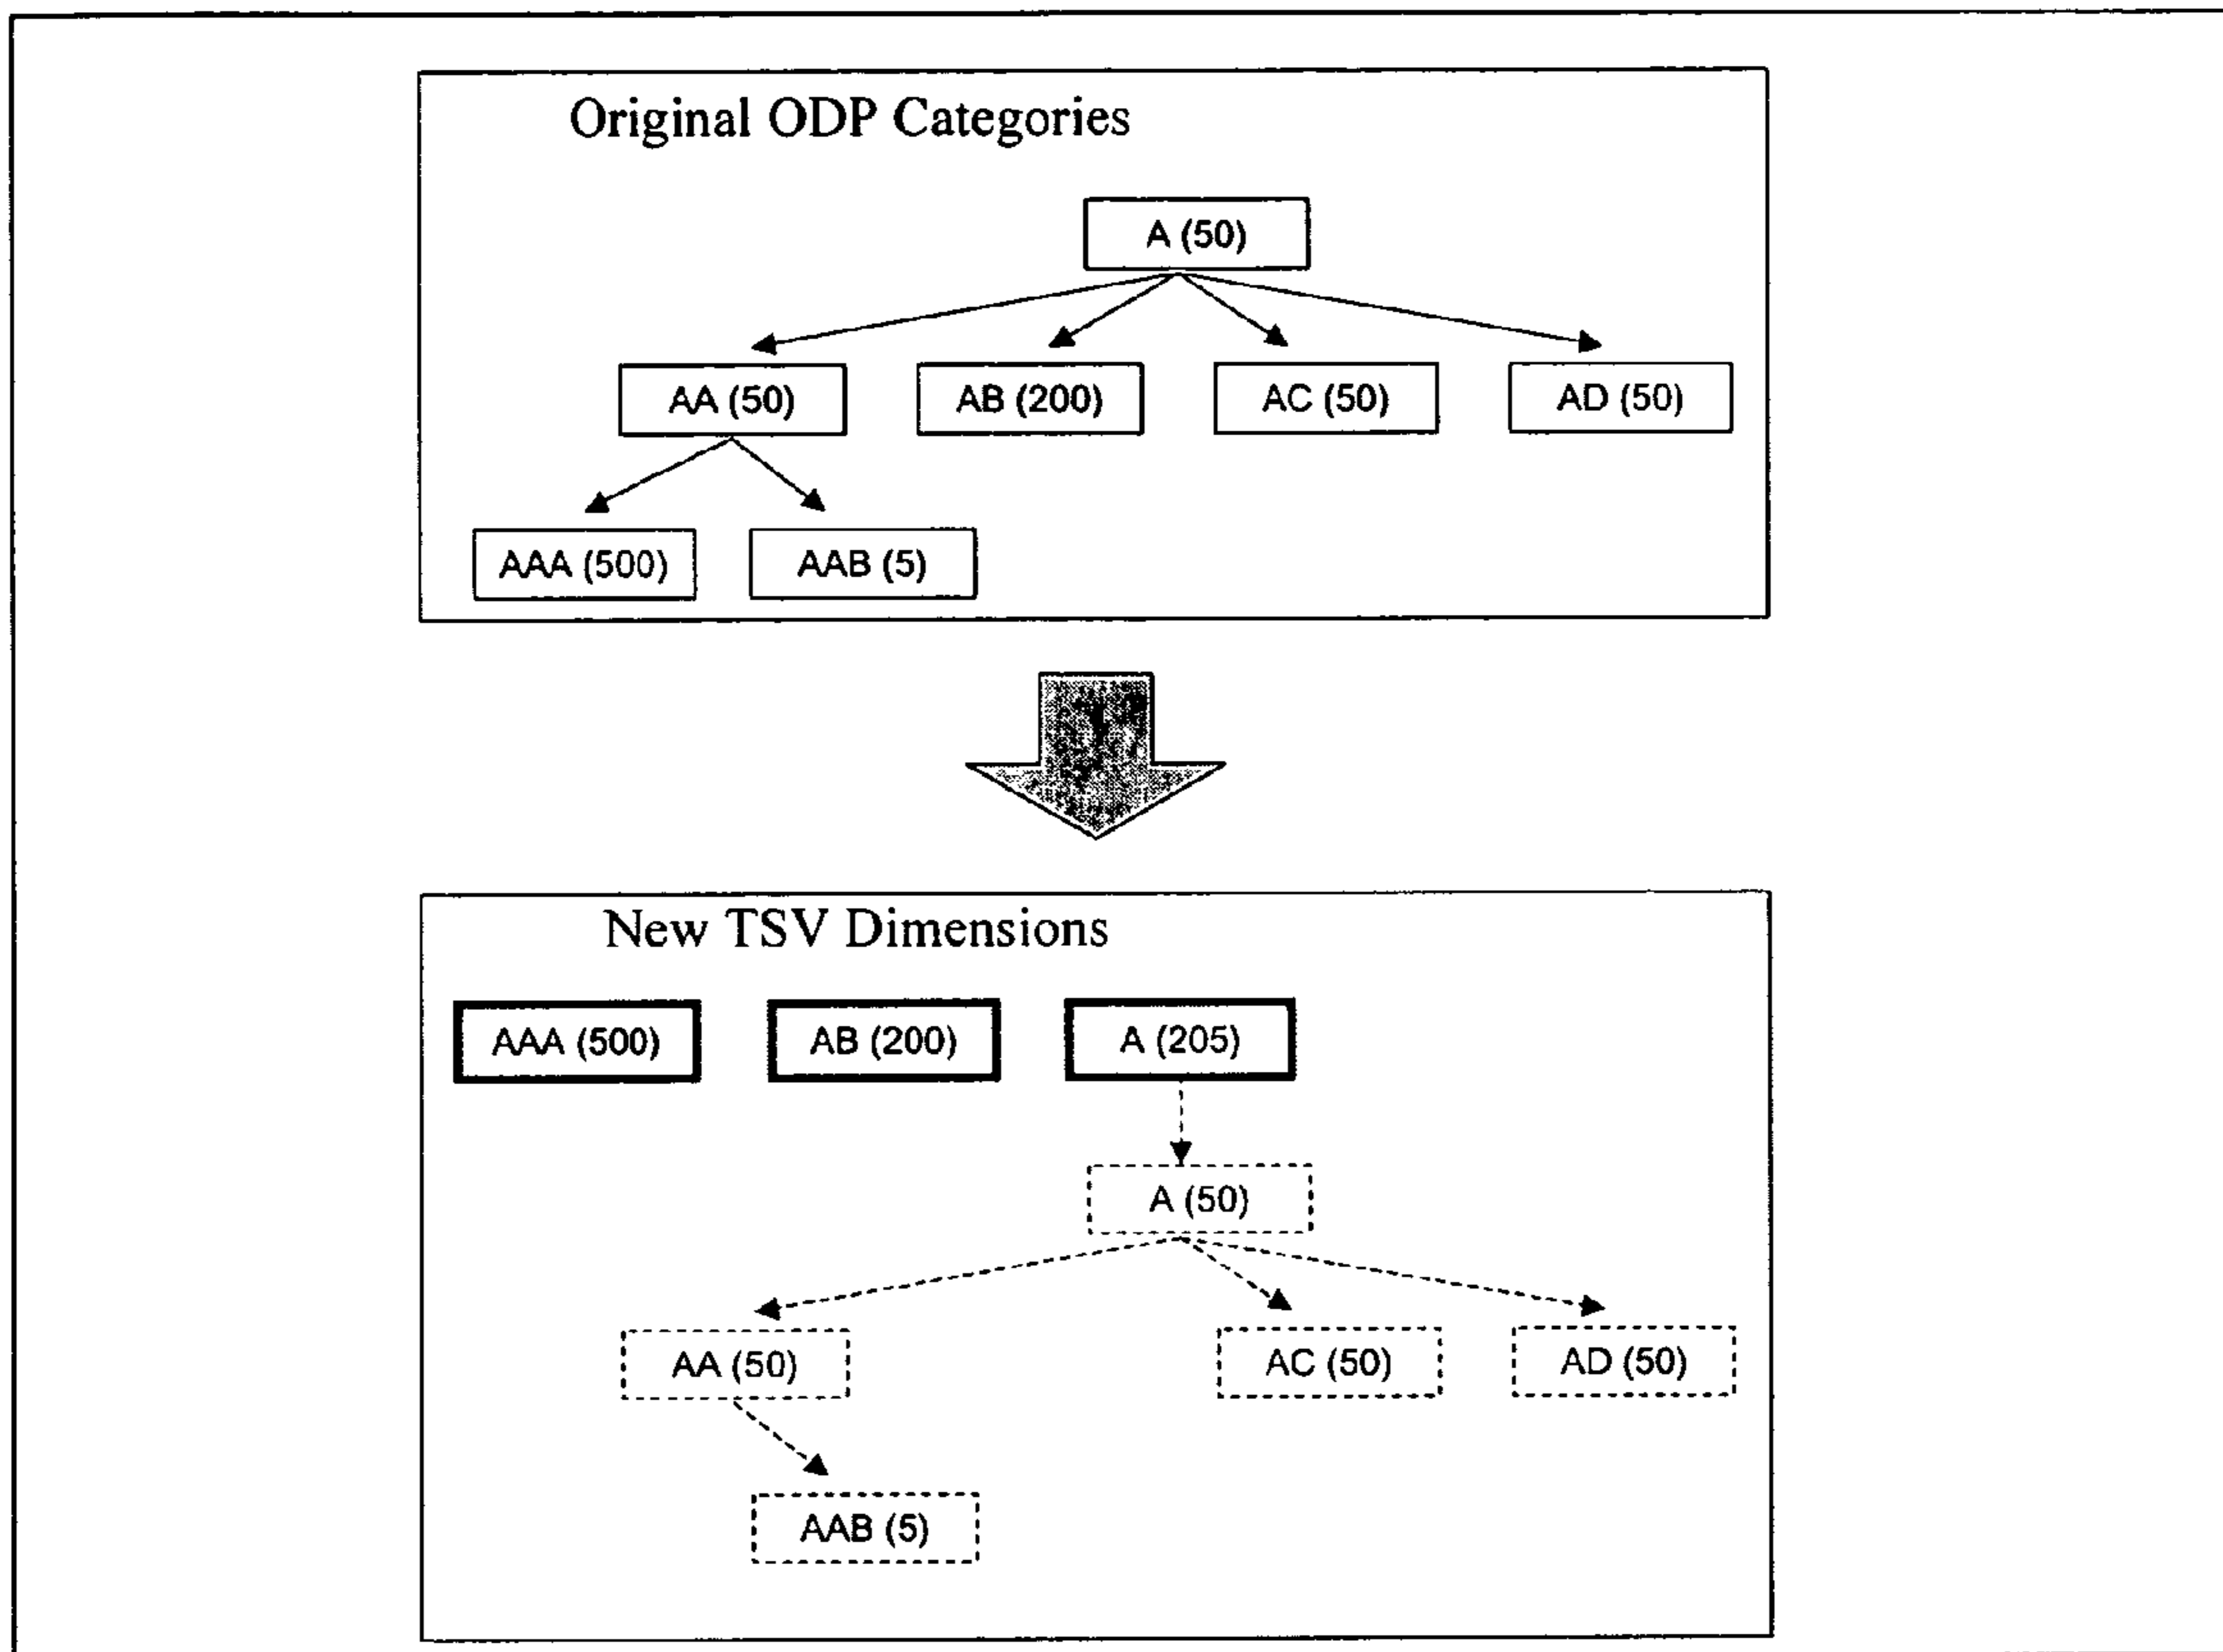 Original ODP Categories
A (50)
AA (50) AB (200) AC (50) AD (50)
AAA (500) AAB (5)
New TSV Dimensions
AAA (500) AB (200) A (205)
A (50)
AA (50) AC (50) AD (50)
AAB (5)